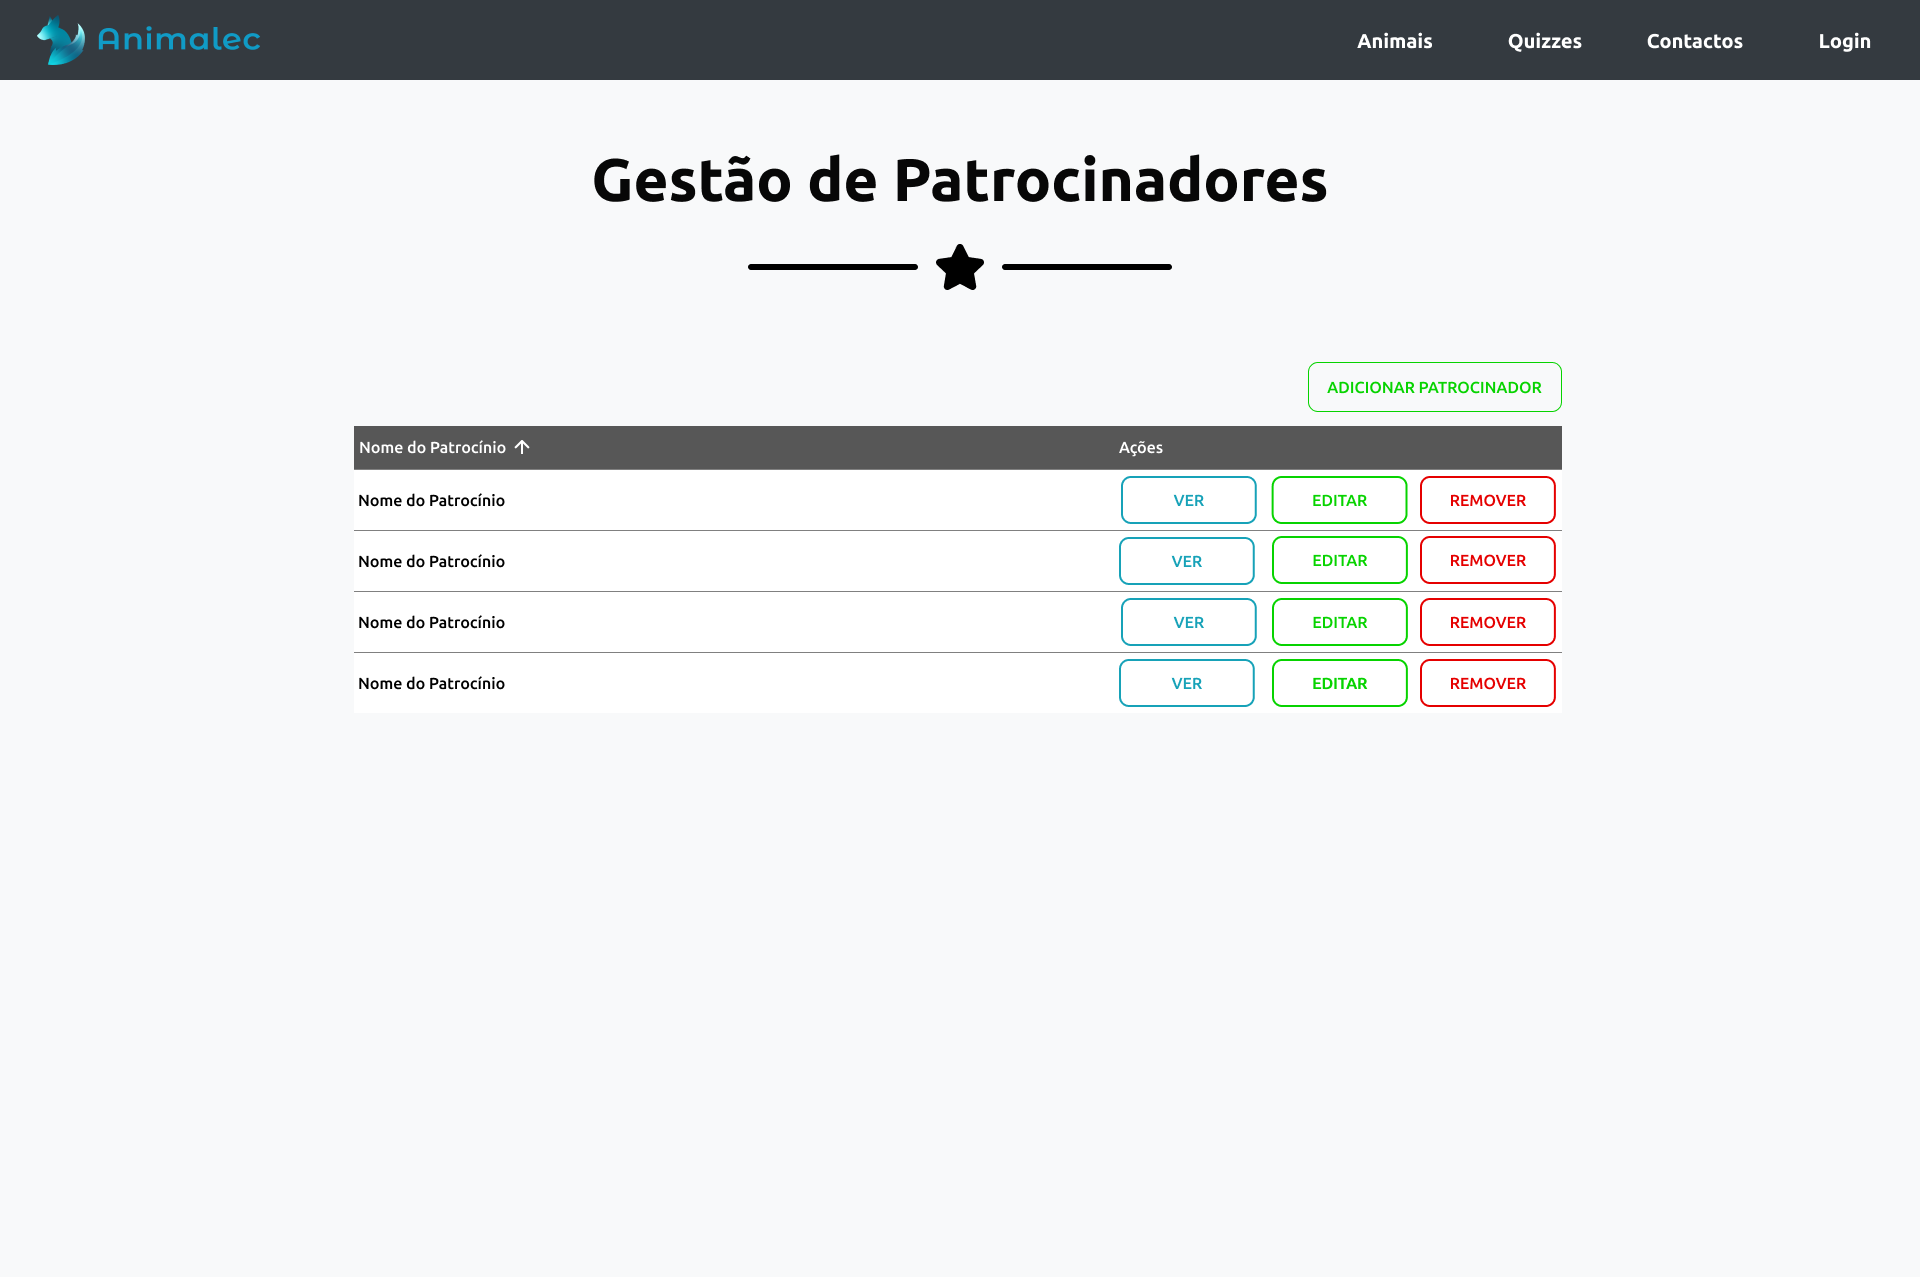 Animalec
Animais Quizzes Contactos Login
Gestão de Patrocinadores
ADICIONAR PATROCINADOR
Nome do Patrocínio Ações
Nome do Patrocínio VER EDITAR REMOVER
Nome do Patrocínio VER EDITAR REMOVER
Nome do Patrocínio VER EDITAR REMOVER
Nome do Patrocínio VER EDITAR REMOVER